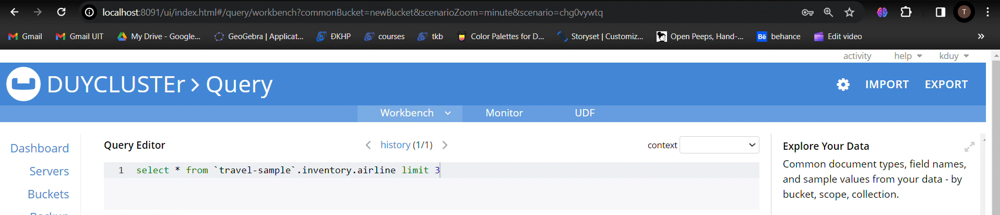 localhost:8091/ui/index.html#/query/workbench?commonBucket=newBucket&scenarioZoom=minute&scenario=chg0vywtq
T
Gmail Gmail UIT My Drive - Google... GeoGebra | Applicat... ĐKHP courses tkb Color Palettes for D... Storyset | Customiz... Open Peeps, Hand-... Bē behance Edit video »
activity help kduy
DUYCLUSTEr > Query IMPORT EXPORT
Workbench Monitor UDF
Dashboard
Servers
Buckets
Backup
Query Editor history (1/1) context
1 select * from `travel-sample`.inventory.airline limit 3
Explore Your Data
Common document types, field names,
and sample values from your data - by
bucket, scope, collection.